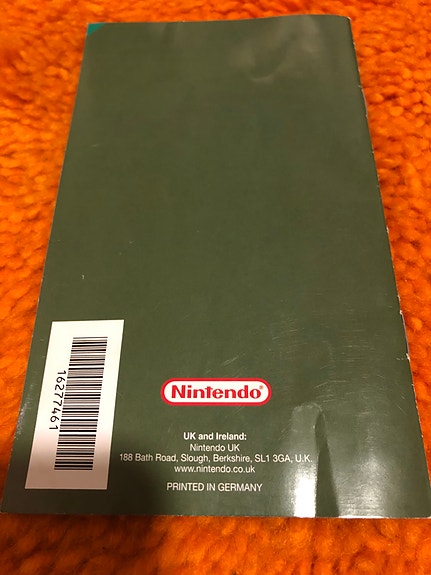 16277461
Nintendo®
UK and Ireland:
Nintendo UK
188 Bath Road, Slough, Berkshire, SL1 3GA, U.K.
www.nintendo.co.uk
PRINTED IN GERMANY